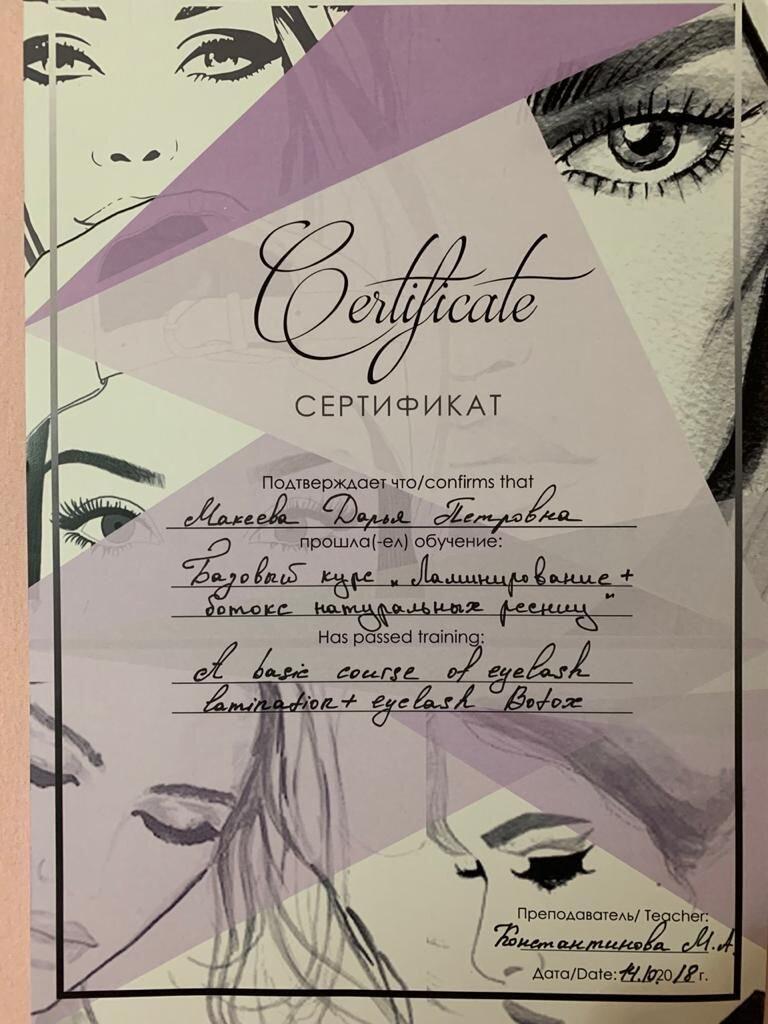 Certificate
СЕРТИФИКАТ
Подтверждает что/confirms that
Макеева Дарья Петровна
прошла(-ел) обучение:
Базовый курс „Ламинирование +
ботокс натуральных ресниц"
Has passed training:
A basic course of eyelash
lamination + eyelash Botox
Преподаватель/ Teacher:
Константинова М.А.
Дата/Date: 14.10.2018 г.